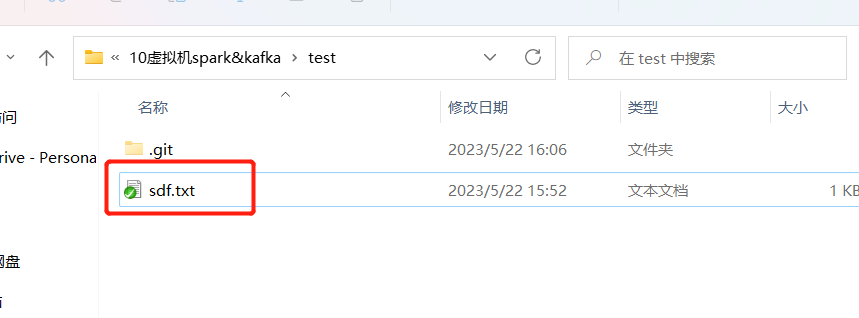 « 10虚拟机spark&kafka › test
在 test 中搜索
名称 修改日期 类型 大小
问
rive - Persona
.git 2023/5/22 16:06 文件夹
sdf.txt 2023/5/22 15:52 文本文档 1 KB
网盘